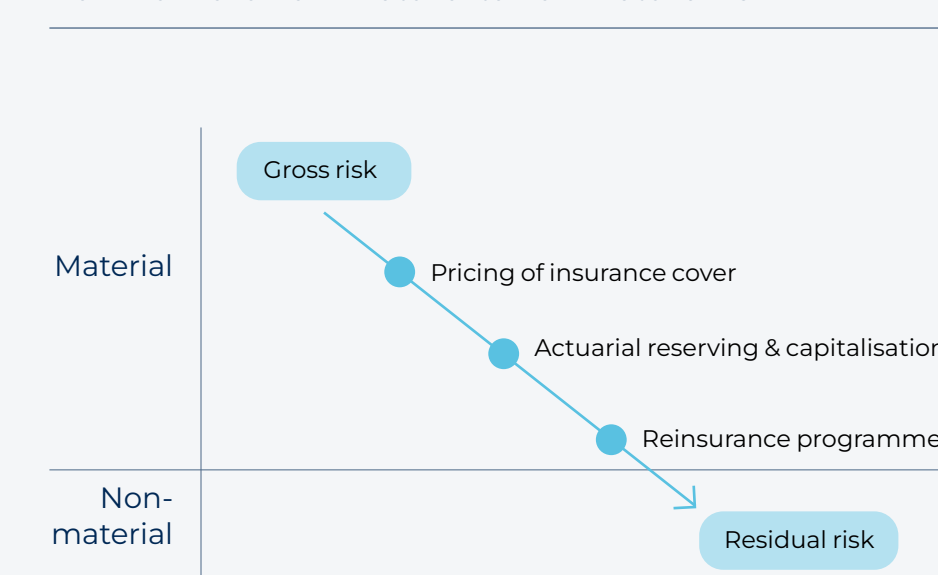 Gross risk
Material
Pricing of insurance cover
Actuarial reserving & capitalisation
Reinsurance programme
Non-
material
Residual risk